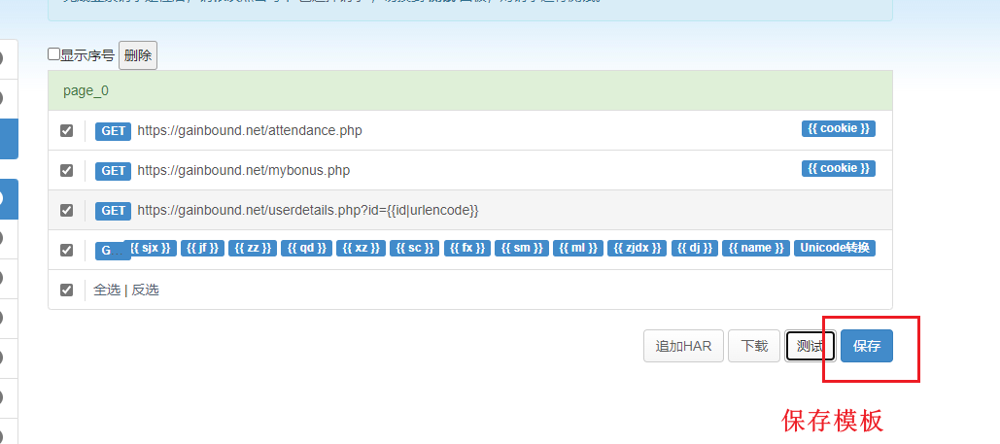 显示序号 删除
page_0
GET https://gainbound.net/attendance.php {{ cookie }}
GET https://gainbound.net/mybonus.php {{ cookie }}
GET https://gainbound.net/userdetails.php?id={{id|urlencode}}
G {{ sjx }} {{ jf }} {{ zz }} {{ qd }} {{ xz }} {{ sc }} {{ fx }} {{ sm }} {{ ml }} {{ zjdx }} {{ dj }} {{ name }} Unicode转换
全选 | 反选
追加HAR 下载 测试 保存
保存模板